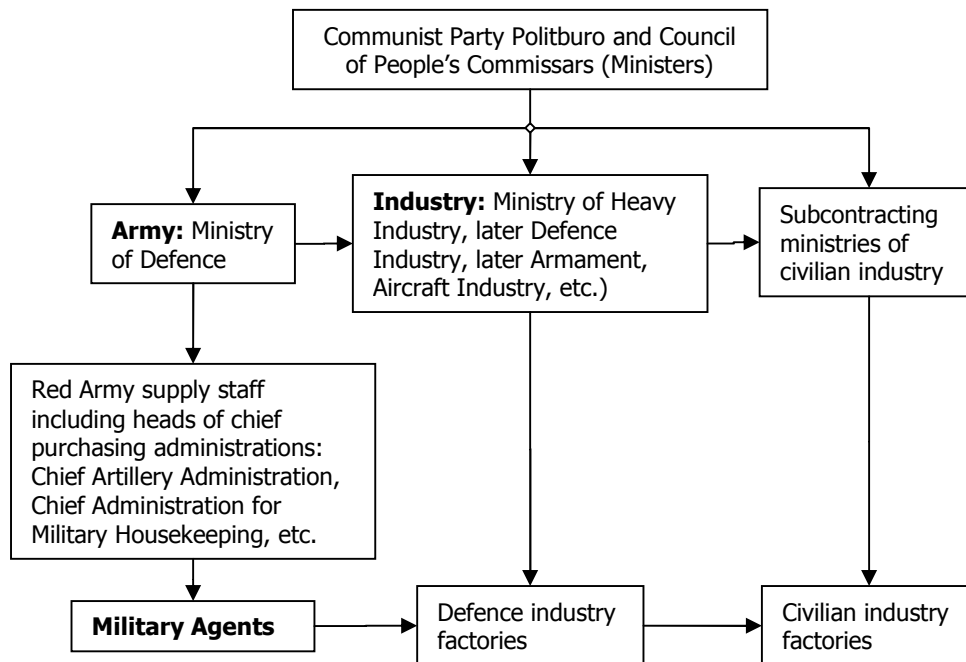 Communist Party Politburo and Council
of People's Commissars (Ministers)
Army: Ministry
of Defence
Industry: Ministry of Heavy
Industry, later Defence
Industry, later Armament,
Aircraft Industry, etc.)
Subcontracting
ministries of
civilian industry
Red Army supply staff
including heads of chief
purchasing administrations:
Chief Artillery Administration,
Chief Administration for
Military Housekeeping, etc.
Military Agents
Defence industry
factories
Civilian industry
factories